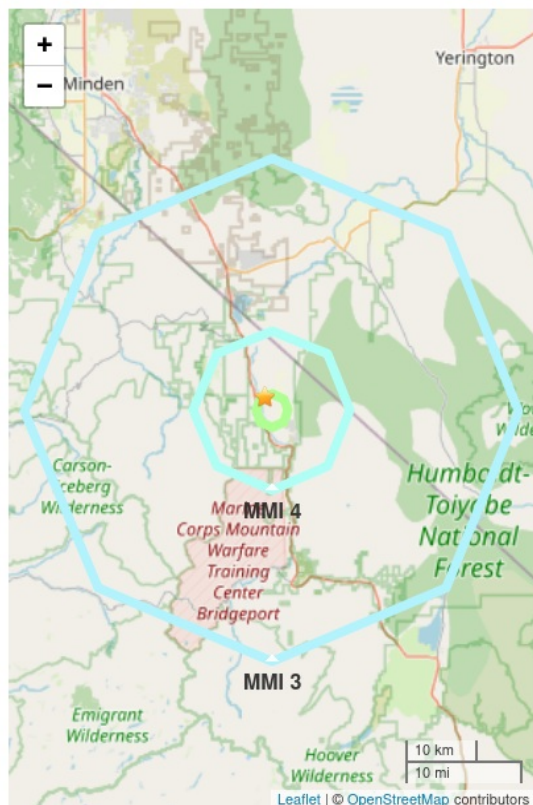 +
−
Minden
Yerington
Carson-
Iceberg
Wilderness
MMI 4
Corps Mountain
Warfare
Training
Center
Bridgeport
Humboldt-
Toiyabe
National
Forest
MMI 3
Emigrant
Wilderness
Hoover
Wilderness
10 km
10 mi
Leaflet | © OpenStreetMap contributors